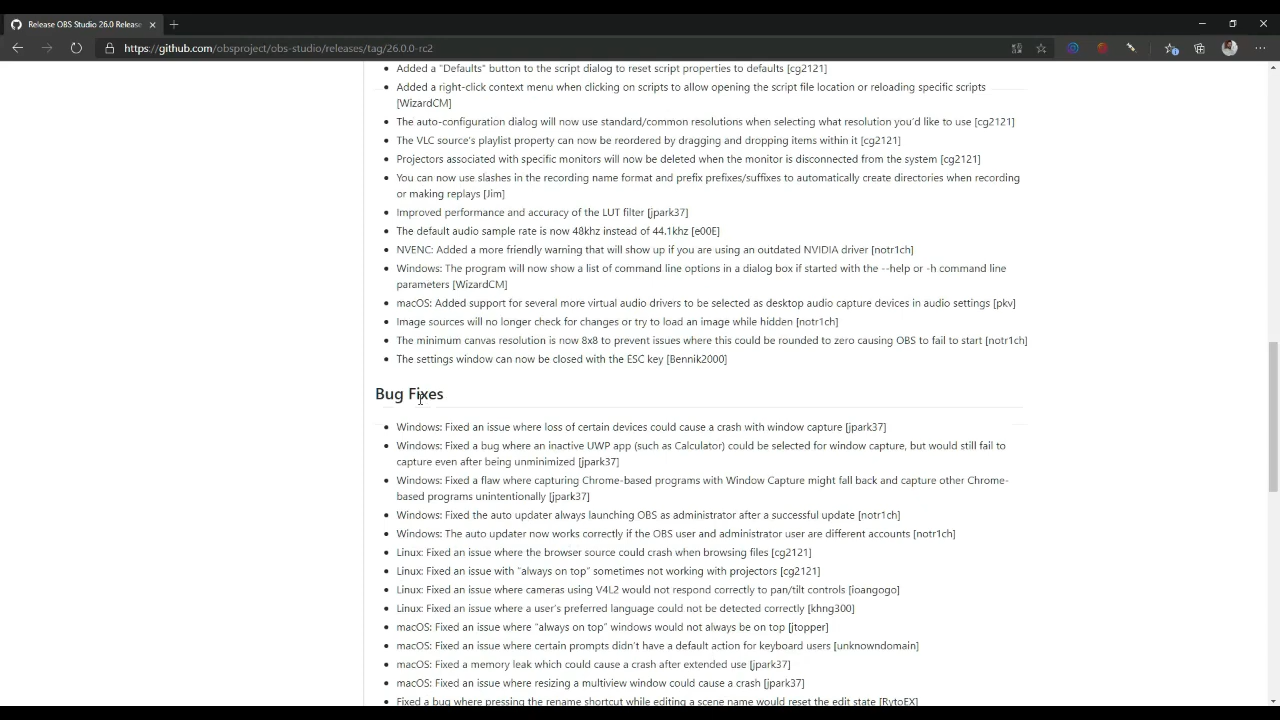 Release OBS Studio 26.0 Release
https://github.com/obsproject/obs-studio/releases/tag/26.0.0-rc2
Added a "Defaults" button to the script dialog to reset script properties to defaults [cg2121]
Added a right-click context menu when clicking on scripts to allow opening the script file location or reloading specific scripts
[WizardCM]
The auto-configuration dialog will now use standard/common resolutions when selecting what resolution you'd like to use [cg2121]
The VLC source's playlist property can now be reordered by dragging and dropping items within it [cg2121]
Projectors associated with specific monitors will now be deleted when the monitor is disconnected from the system [cg2121]
You can now use slashes in the recording name format and prefix prefixes/suffixes to automatically create directories when recording
or making replays [Jim]
Improved performance and accuracy of the LUT filter [jpark37]
The default audio sample rate is now 48khz instead of 44.1khz [e00E]
NVENC: Added a more friendly warning that will show up if you are using an outdated NVIDIA driver [notr1ch]
Windows: The program will now show a list of command line options in a dialog box if started with the --help or -h command line
parameters [WizardCM]
macOS: Added support for several more virtual audio drivers to be selected as desktop audio capture devices in audio settings [pkv]
Image sources will no longer check for changes or try to load an image while hidden [notr1ch]
The minimum canvas resolution is now 8x8 to prevent issues where this could be rounded to zero causing OBS to fail to start [notr1ch]
The settings window can now be closed with the ESC key [Bennik2000]
Bug Fixes
Windows: Fixed an issue where loss of certain devices could cause a crash with window capture [jpark37]
Windows: Fixed a bug where an inactive UWP app (such as Calculator) could be selected for window capture, but would still fail to
capture even after being unminimized [jpark37]
Windows: Fixed a flaw where capturing Chrome-based programs with Window Capture might fall back and capture other Chrome-
based programs unintentionally [jpark37]
Windows: Fixed the auto updater always launching OBS as administrator after a successful update [notr1ch]
Windows: The auto updater now works correctly if the OBS user and administrator user are different accounts [notr1ch]
Linux: Fixed an issue where the browser source could crash when browsing files [cg2121]
Linux: Fixed an issue with "always on top" sometimes not working with projectors [cg2121]
Linux: Fixed an issue where cameras using V4L2 would not respond correctly to pan/tilt controls [ioangogo]
Linux: Fixed an issue where a user's preferred language could not be detected correctly [khng300]
macOS: Fixed an issue where "always on top" windows would not always be on top [jtopper]
macOS: Fixed an issue where certain prompts didn't have a default action for keyboard users [unknowndomain]
macOS: Fixed a memory leak which could cause a crash after extended use [jpark37]
macOS: Fixed an issue where resizing a multiview window could cause a crash [jpark37]
Fixed a bug where pressing the rename shortcut while editing a scene name would reset the edit state [RytoEX]